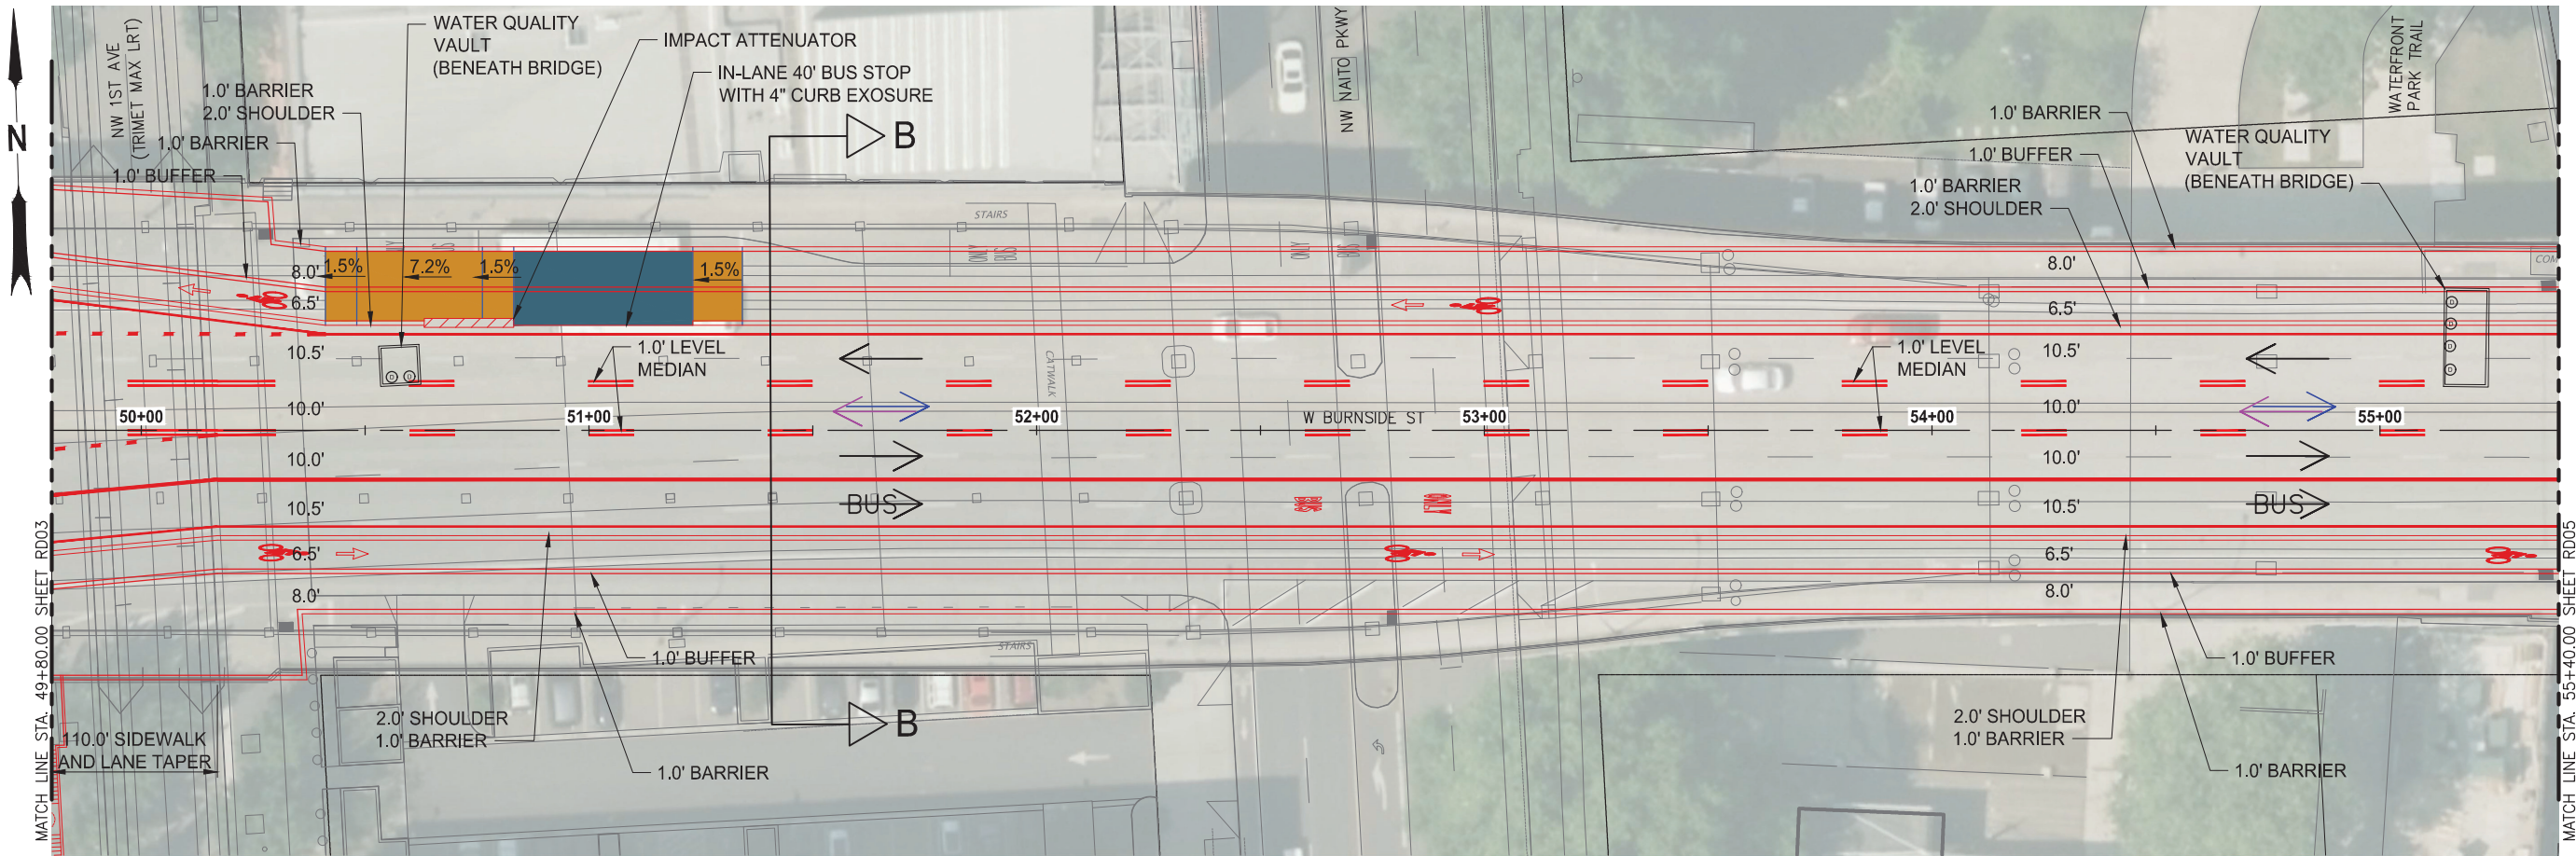 N
NW 1ST AVE
(TRIMET MAX LRT)
WATER QUALITY
VAULT
(BENEATH BRIDGE)
IMPACT ATTENUATOR
IN-LANE 40' BUS STOP
WITH 4" CURB EXOSURE
1.0' BARRIER
2.0' SHOULDER
1.0' BARRIER
1.0' BUFFER
B
NW NAITO PKWY
WATERFRONT
PARK TRAIL
1.0' BARRIER
1.0' BUFFER
1.0' BARRIER
2.0' SHOULDER
WATER QUALITY
VAULT
(BENEATH BRIDGE)
STAIRS
ONLY
BUS
ONLY
BUS
COM
8.0'
1.5%
7.2%
1.5%
1.5%
8.0'
6.5'
6.5'
10.5'
1.0' LEVEL
MEDIAN
CATWALK
1.0' LEVEL
MEDIAN
10.5'
10.0'
10.0'
50+00
51+00
52+00
W BURNSIDE ST
53+00
54+00
55+00
10.0'
10.0'
10.5'
BUS
BUS
ONLY
10.5'
BUS
6.5'
6.5'
8.0'
8.0'
STAIRS
1.0' BUFFER
1.0' BUFFER
2.0' SHOULDER
1.0' BARRIER
B
2.0' SHOULDER
1.0' BARRIER
110.0' SIDEWALK
AND LANE TAPER
1.0' BARRIER
1.0' BARRIER
MATCH LINE STA. 49+80.00 SHEET RD03
MATCH LINE STA. 55+40.00 SHEET RD05